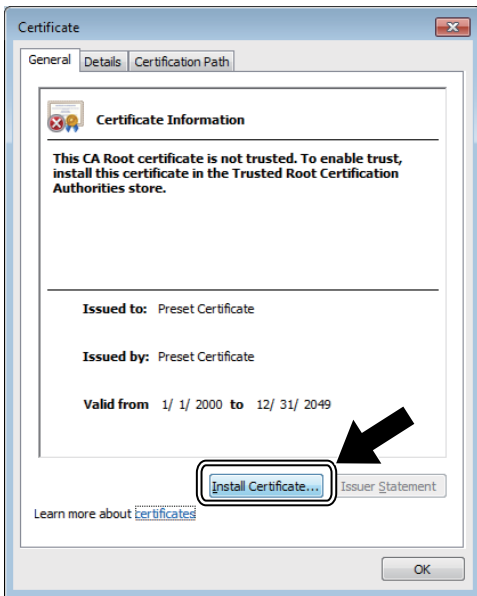 Certificate
General Details Certification Path
Certificate Information
This CA Root certificate is not trusted. To enable trust,
install this certificate in the Trusted Root Certification
Authorities store.
Issued to: Preset Certificate
Issued by: Preset Certificate
Valid from 1/ 1/ 2000 to 12/ 31/ 2049
Install Certificate... Issuer Statement
Learn more about certificates
OK